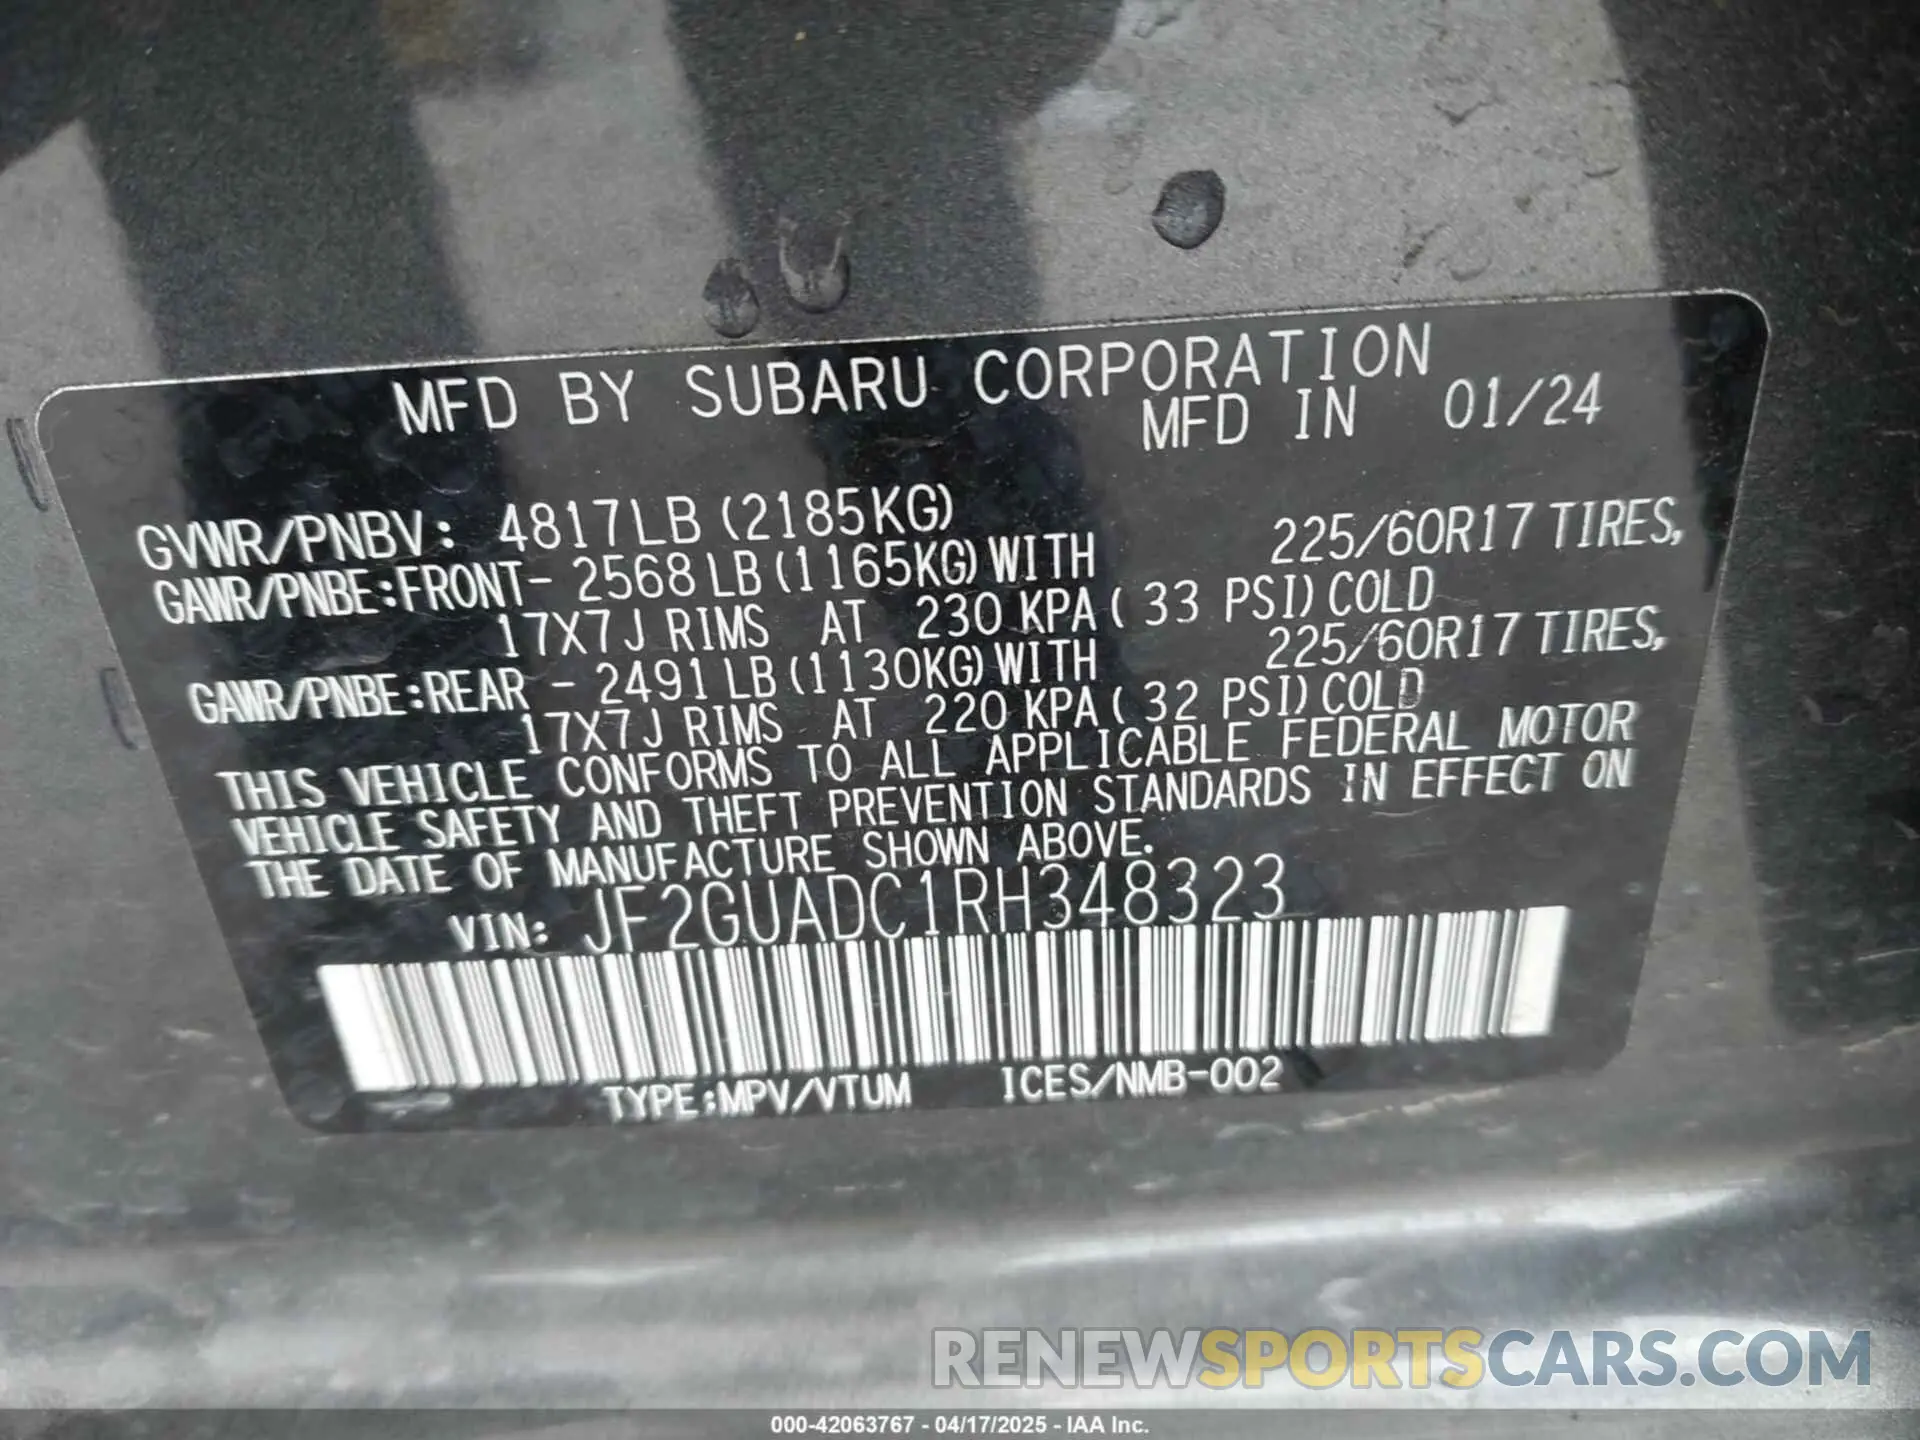 MFD BY SUBARU CORPORATION
MFD IN 01/24
GVWR/PNBV: 4817LB (2185KG)
GAWR/PNBE:FRONT- 2568LB (1165KG) WITH 225/60R17 TIRES,
17X7J RIMS AT 230 KPA ( 33 PSI) COLD
GAWR/PNBE:REAR - 2491LB (1130KG) WITH 225/60R17 TIRES,
17X7J RIMS AT 220 KPA ( 32 PSI) COLD
THIS VEHICLE CONFORMS TO ALL APPLICABLE FEDERAL MOTOR
VEHICLE SAFETY AND THEFT PREVENTION STANDARDS IN EFFECT ON
THE DATE OF MANUFACTURE SHOWN ABOVE.
VIN: JF2GUADC1RH348323
TYPE:MPV/VTUM ICES/NMB-002
RENEWSPORTSCARS.COM
000-42063767 - 04/17/2025 - IAA Inc.